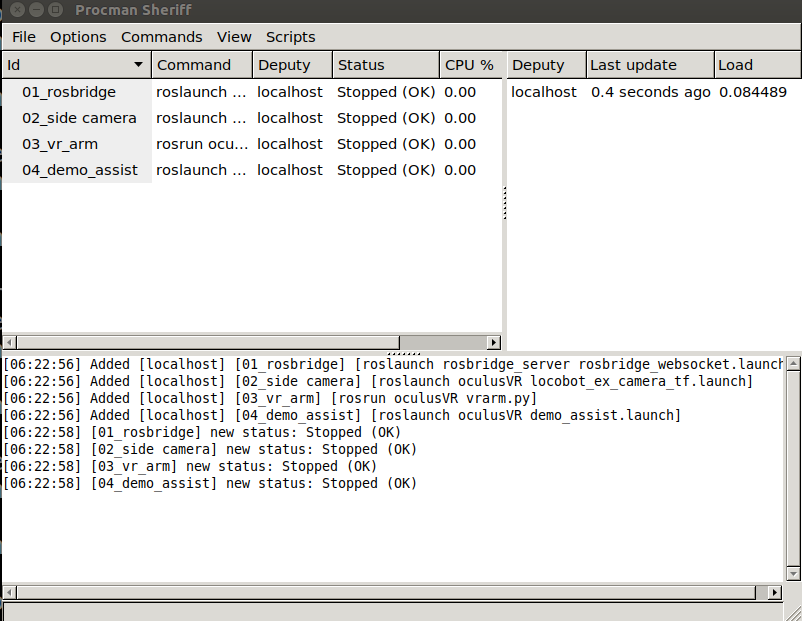 Procman Sheriff
File Options Commands View Scripts
Id Command Deputy Status CPU % Deputy Last update Load
01_rosbridge roslaunch ... localhost Stopped (OK) 0.00 localhost 0.4 seconds ago 0.084489
02_side camera roslaunch ... localhost Stopped (OK) 0.00
03_vr_arm rosrun ocu... localhost Stopped (OK) 0.00
04_demo_assist roslaunch ... localhost Stopped (OK) 0.00
[06:22:56] Added [localhost] [01_rosbridge] [roslaunch rosbridge_server rosbridge_websocket.launch
[06:22:56] Added [localhost] [02_side camera] [roslaunch oculusVR locobot_ex_camera_tf.launch]
[06:22:56] Added [localhost] [03_vr_arm] [rosrun oculusVR vrarm.py]
[06:22:56] Added [localhost] [04_demo_assist] [roslaunch oculusVR demo_assist.launch]
[06:22:58] [01_rosbridge] new status: Stopped (OK)
[06:22:58] [02_side camera] new status: Stopped (OK)
[06:22:58] [03_vr_arm] new status: Stopped (OK)
[06:22:58] [04_demo_assist] new status: Stopped (OK)